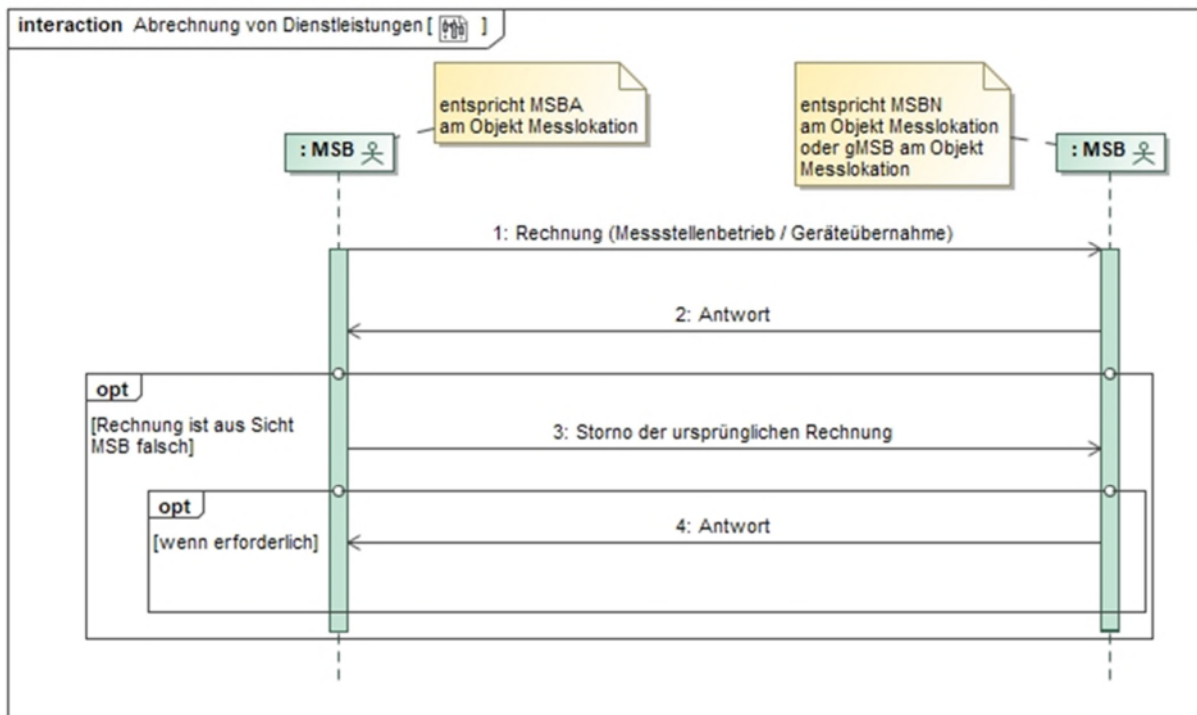 interaction Abrechnung von Dienstleistungen [ ]
entspricht MSBA
am Objekt Messlokation
entspricht MSBN
am Objekt Messlokation
oder gMSB am Objekt
Messlokation
: MSB
: MSB
1: Rechnung (Messstellenbetrieb / Geräteübernahme)
2: Antwort
opt
[Rechnung ist aus Sicht
MSB falsch]
3: Storno der ursprünglichen Rechnung
opt
[wenn erforderlich]
4: Antwort